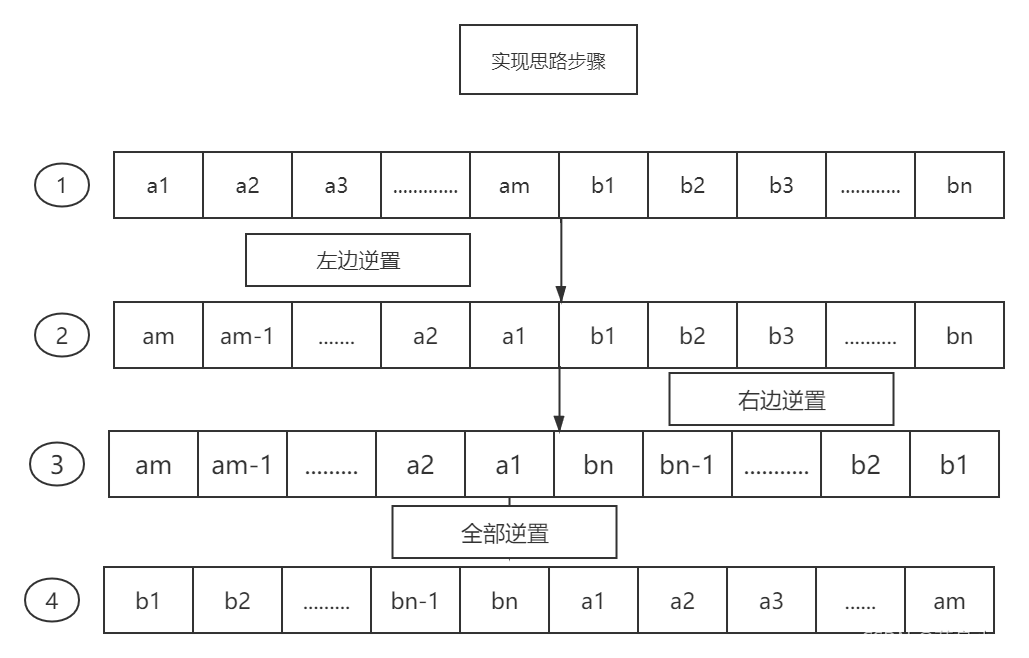 实现思路步骤
1 a1 a2 a3 ............. am b1 b2 b3 ............ bn
左边逆置
2 am am-1 ....... a2 a1 b1 b2 b3 .......... bn
右边逆置
3 am am-1 ......... a2 a1 bn bn-1 ........... b2 b1
全部逆置
4 b1 b2 ......... bn-1 bn a1 a2 a3 ...... am